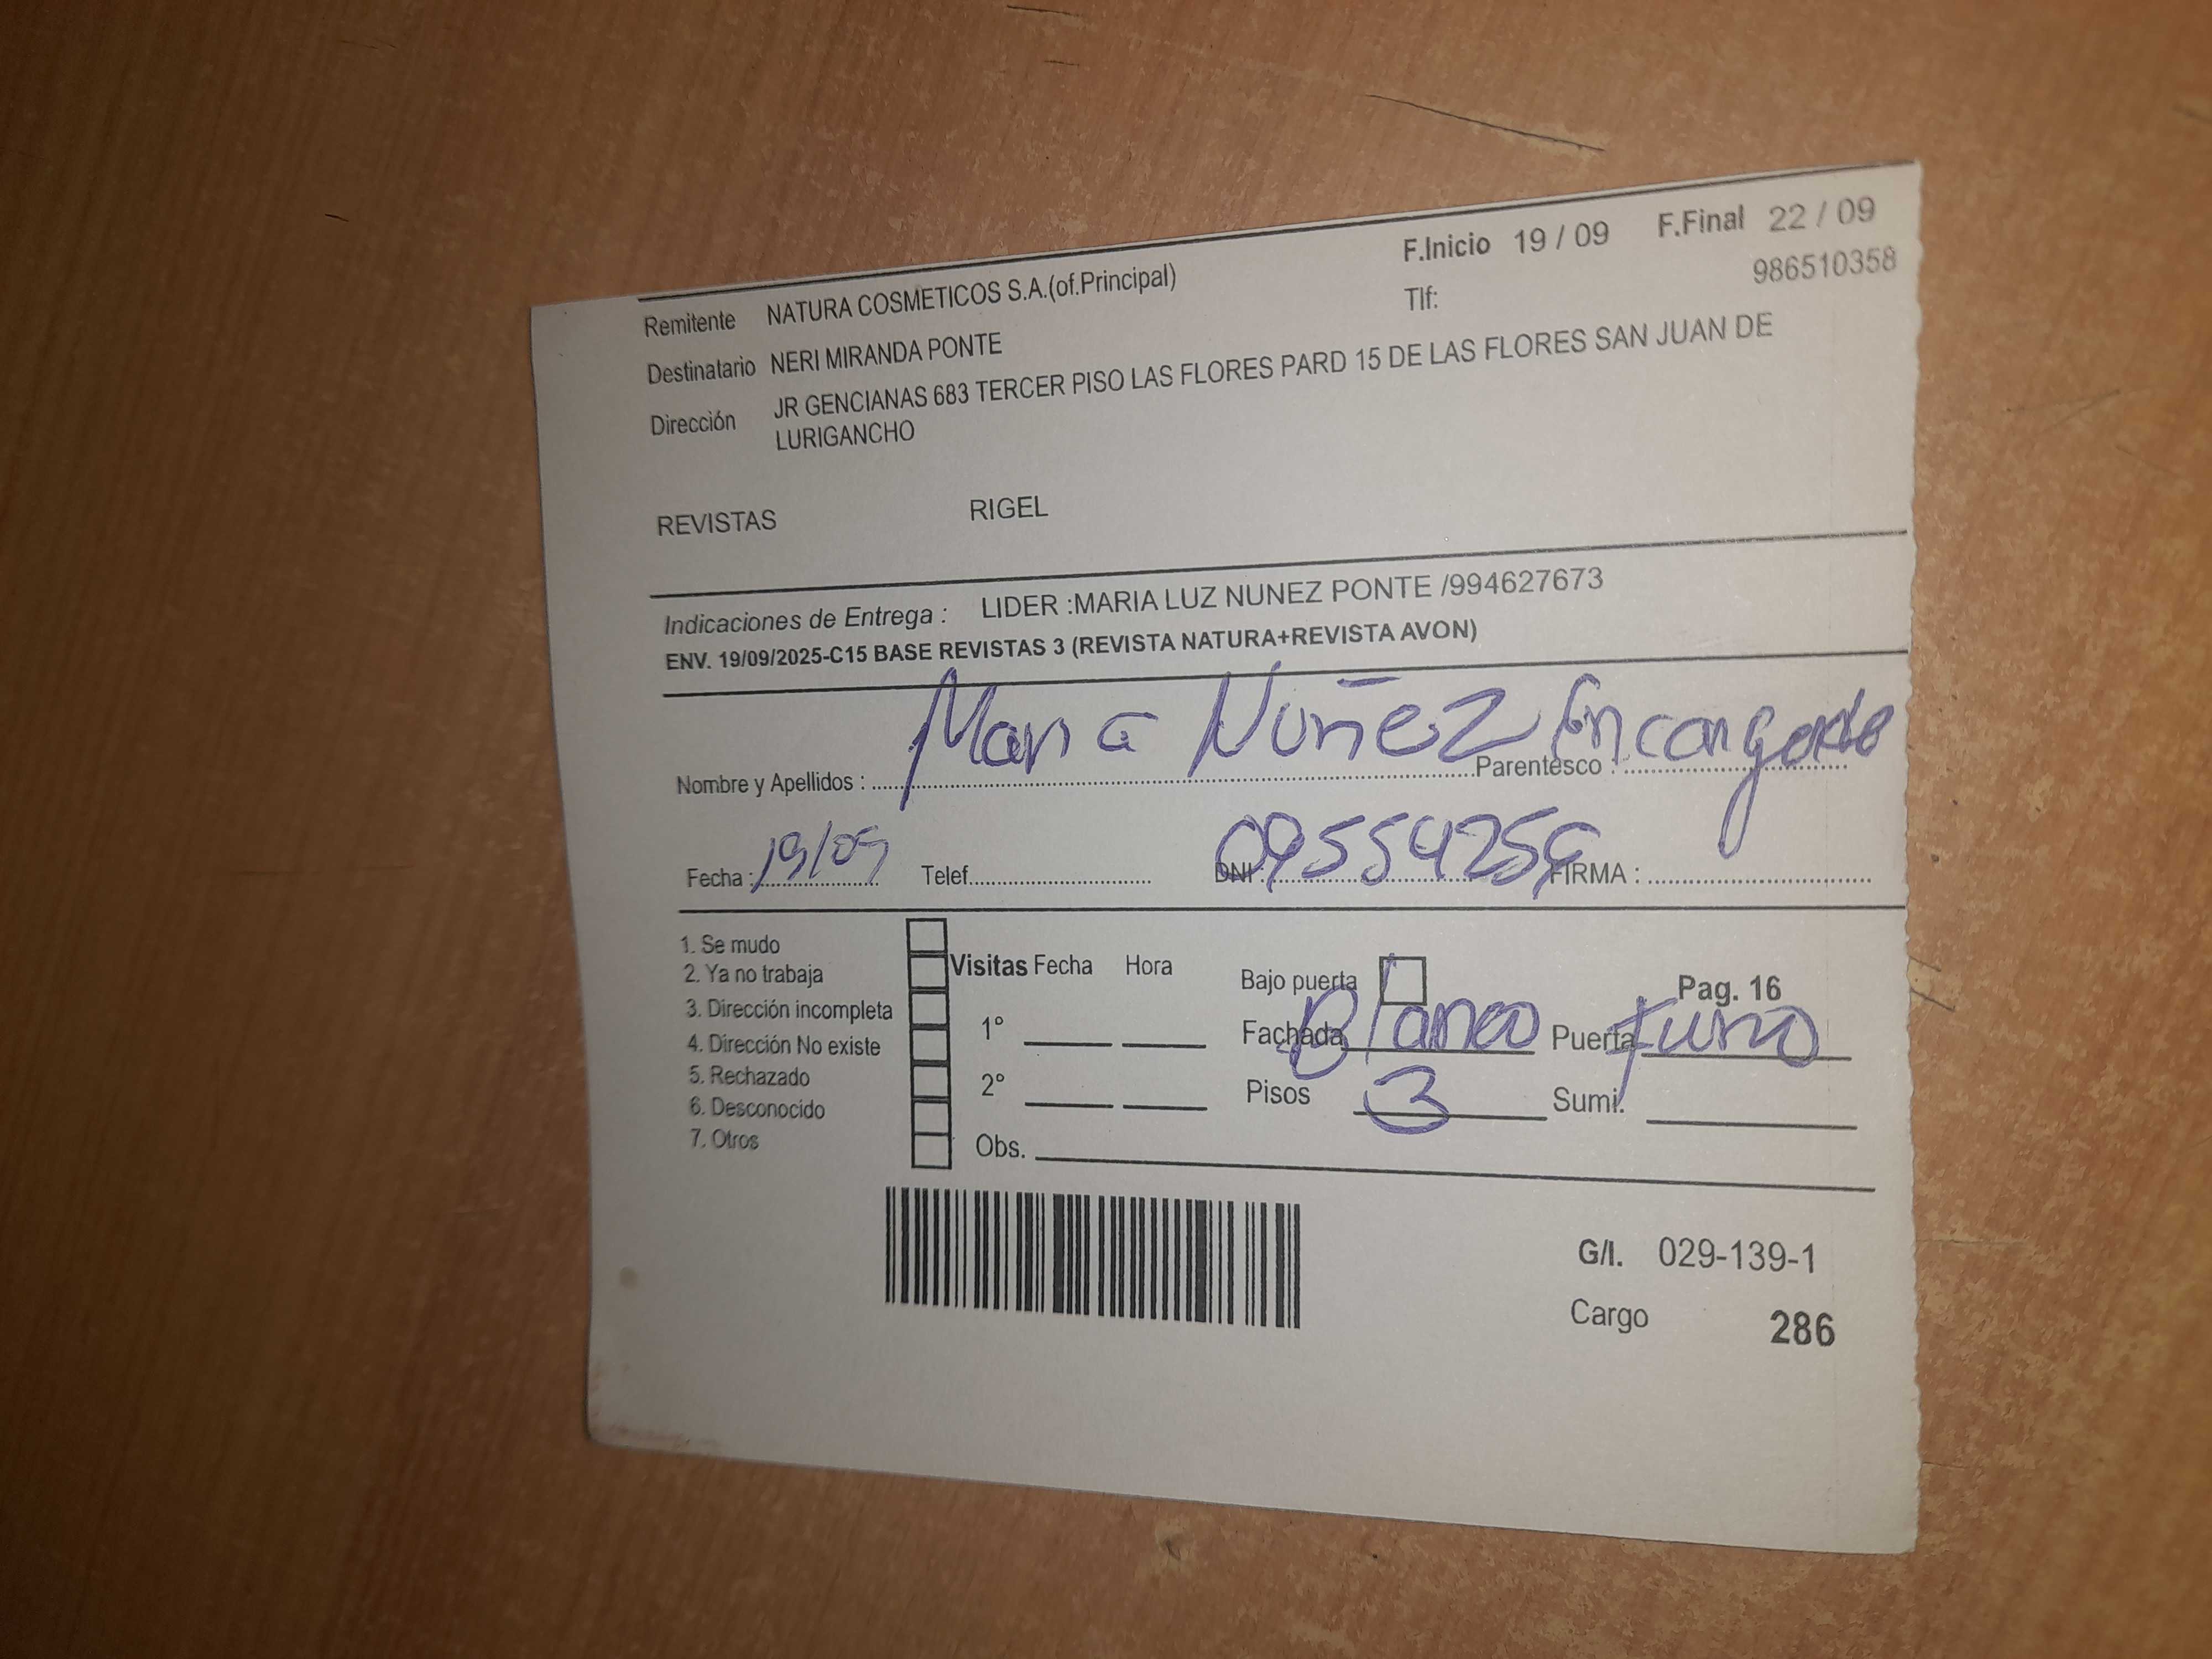 F.Inicio 19 / 09 F.Final 22 / 09
Remitente NATURA COSMETICOS S.A.(of.Principal) Tlf: 986510358
Destinatario NERI MIRANDA PONTE
Dirección JR GENCIANAS 683 TERCER PISO LAS FLORES PARD 15 DE LAS FLORES SAN JUAN DE
LURIGANCHO
REVISTAS RIGEL
Indicaciones de Entrega : LIDER :MARIA LUZ NUNEZ PONTE /994627673
ENV. 19/09/2025-C15 BASE REVISTAS 3 (REVISTA NATURA+REVISTA AVON)
Nombre y Apellidos : Maria Nuñez Parentesco : Encargada
Fecha : 19/09 Telef. DNI : FIRMA :
1. Se mudo
2. Ya no trabaja
3. Dirección incompleta
4. Dirección No existe
5. Rechazado
6. Desconocido
7. Otros
Visitas Fecha Hora
1°
2°
Obs.
Bajo puerta Pag. 16
Fachada Blanco Puerta
Pisos 3 Sumi.
G/I. 029-139-1
Cargo 286